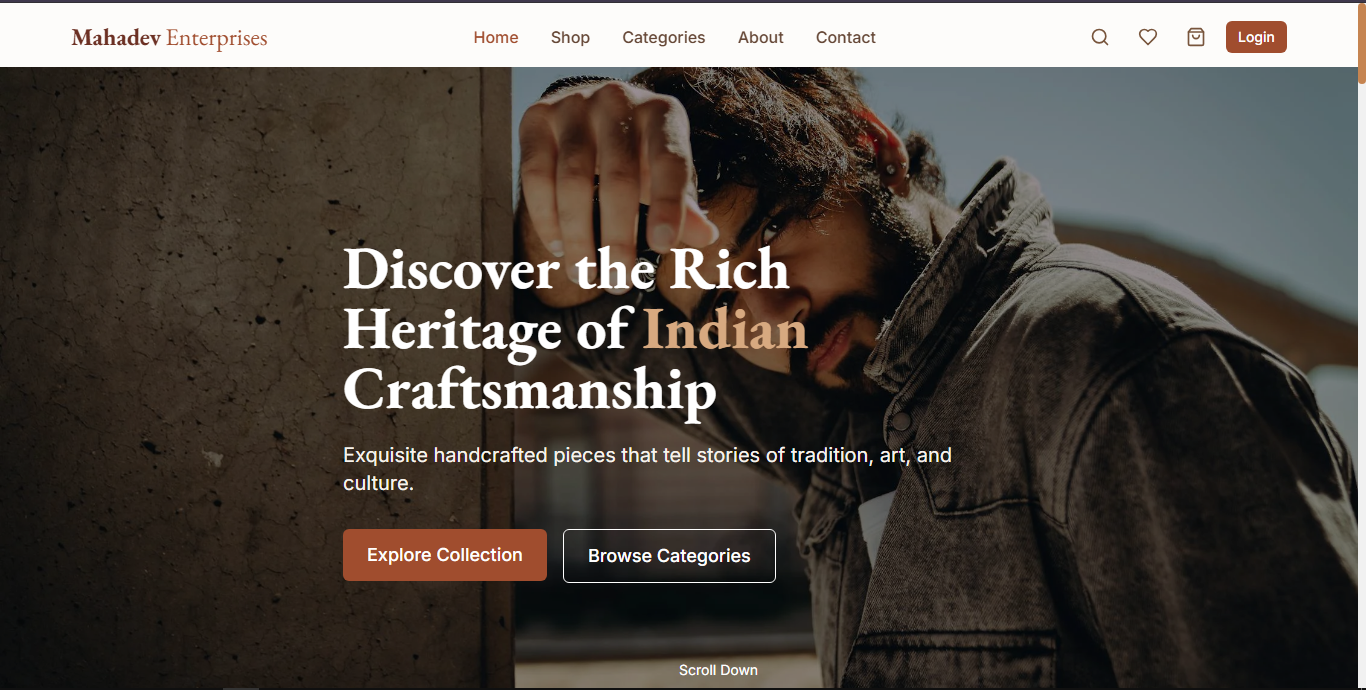 Mahadev Enterprises
Home Shop Categories About Contact
Login
Discover the Rich
Heritage of Indian
Craftsmanship
Exquisite handcrafted pieces that tell stories of tradition, art, and
culture.
Explore Collection
Browse Categories
Scroll Down